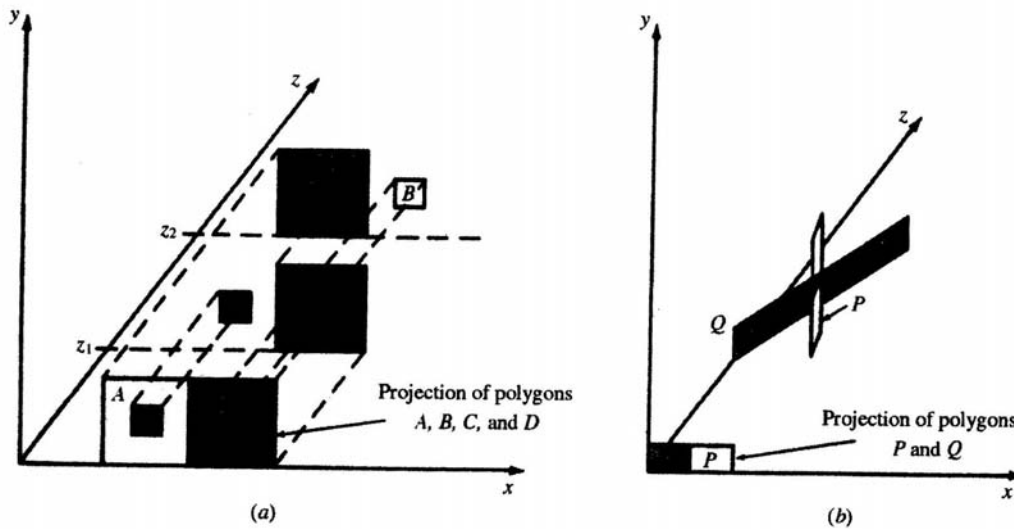 y
z
B
z2
z1
A
Projection of polygons
A, B, C, and D
x
(a)
y
z
Q
P
Projection of polygons
P and Q
P
x
(b)